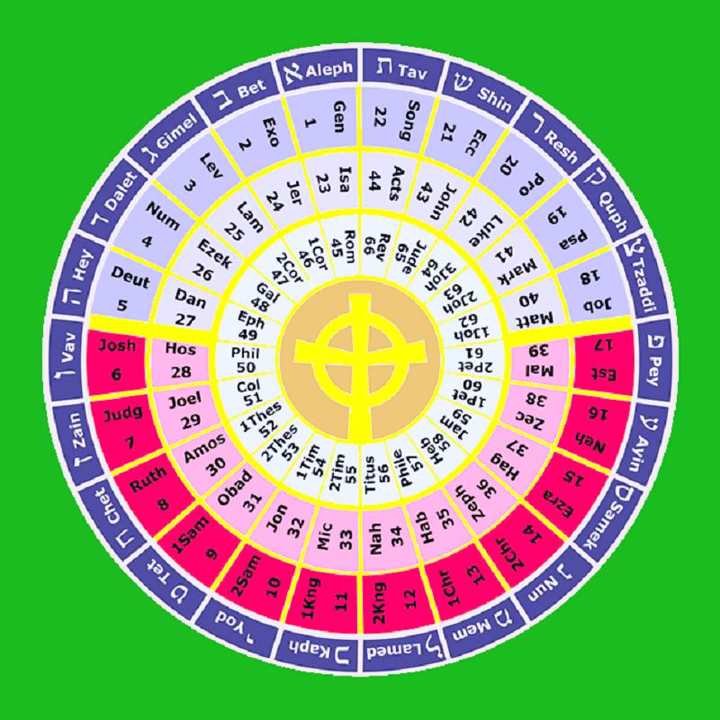 א Aleph
ב Bet
ג Gimel
ד Dalet
ה Hey
ו Vav
ז Zain
ח Chet
ט Tet
י Yod
כ Kaph
ל Lamed
מ Mem
נ Nun
ס Samek
ע Ayin
פ Pey
צ Tzaddi
ק Quph
ר Resh
ש Shin
ת Tav
Gen
1
Exo
2
Lev
3
Num
4
Deut
5
Josh
6
Judg
7
Ruth
8
1Sam
9
2Sam
10
1Kng
11
2Kng
12
1Chr
13
2Chr
14
Ezra
15
Neh
16
Est
17
Job
18
Psa
19
Pro
20
Ecc
21
Song
22
Isa
23
Jer
24
Lam
25
Ezek
26
Dan
27
Hos
28
Joel
29
Amos
30
Obad
31
Jon
32
Mic
33
Nah
34
Hab
35
Zeph
36
Hag
37
Zec
38
Mal
39
Matt
40
Mark
41
Luke
42
John
43
Acts
44
Rom
45
1Cor
46
2Cor
47
Gal
48
Eph
49
Phil
50
Col
51
1Thes
52
2Thes
53
1Tim
54
2Tim
55
Titus
56
Phile
57
Heb
58
Jam
59
1Pet
60
2Pet
61
1Joh
62
2Joh
63
3Joh
64
Jude
65
Rev
66